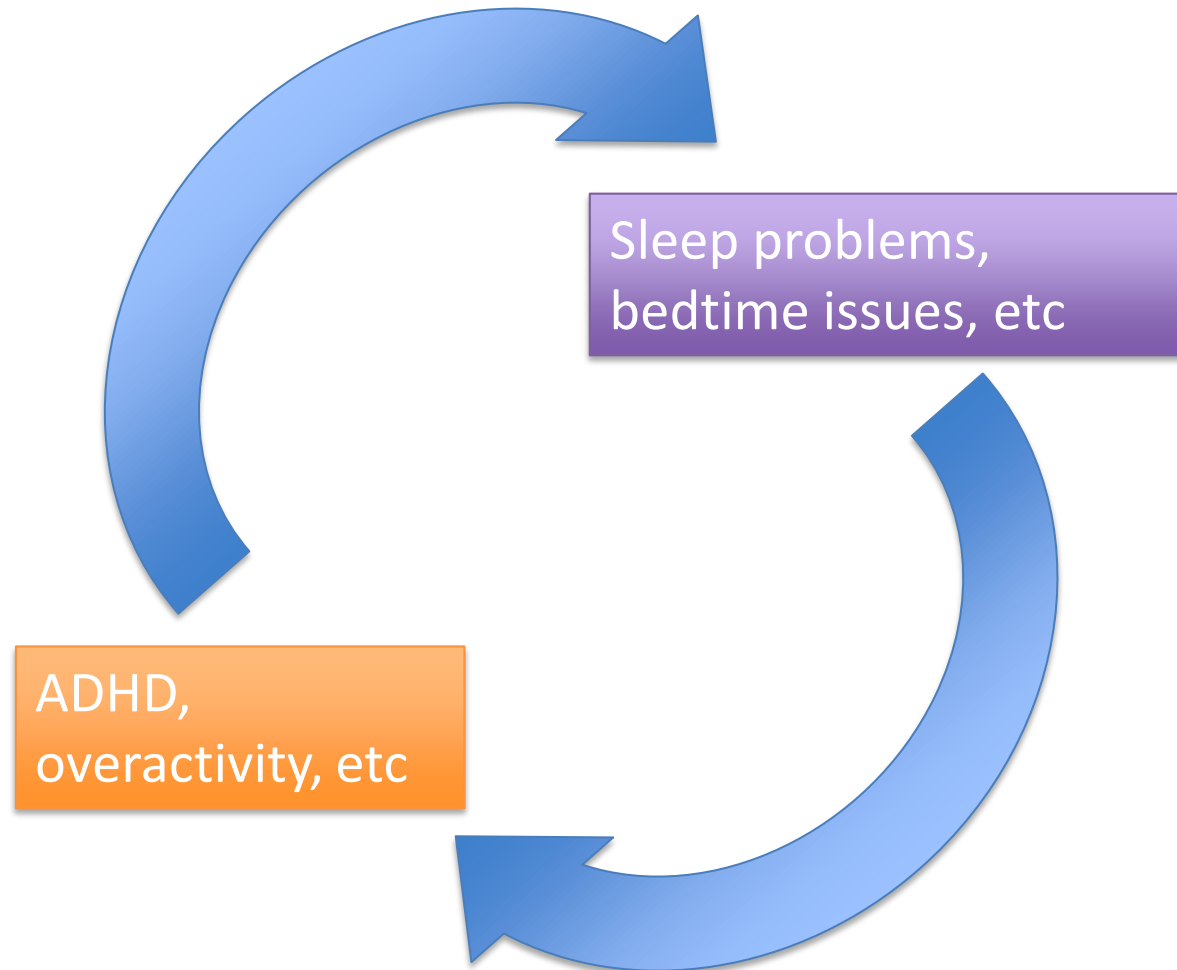 Sleep problems,
bedtime issues, etc
ADHD,
overactivity, etc